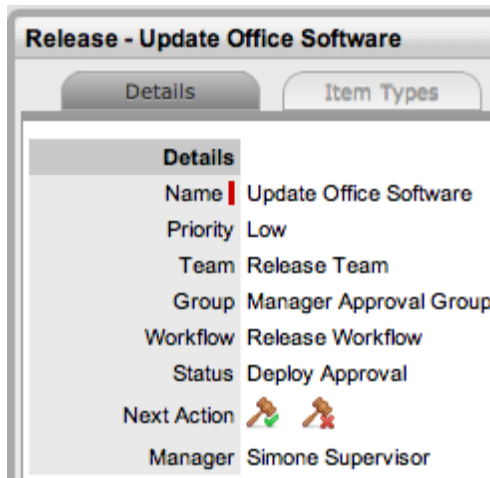 Release - Update Office Software
Details Item Types
Details
Name Update Office Software
Priority Low
Team Release Team
Group Manager Approval Group
Workflow Release Workflow
Status Deploy Approval
Next Action
Manager Simone Supervisor